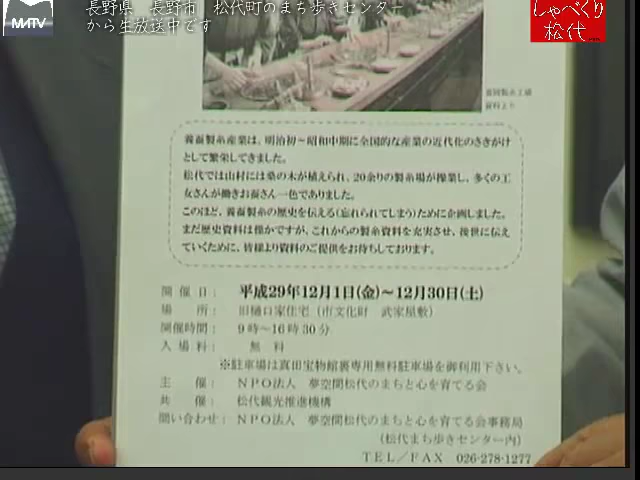 長野県　長野市　松代町のまち歩きセンター
から生放送中です
MATV
しゃべくり
松代
資料より
養蚕製糸産業は、明治初～昭和中期に全国的な産業の近代化のさきがけ
として繁栄してきました。
松代では山村には桑の木が植えられ、20余りの製糸場が操業し、多くの工
女さんが働きお蚕さん一色でありました。
このほど、養蚕製糸の歴史を伝える(忘れられてしまう)ために企画しました。
まだ歴史資料は僅かですが、これからの製糸資料を充実させ、後世に伝え
ていくために、皆様より資料のご提供をお待ちしております。
開 催 日：　平成29年12月1日(金)～12月30日(土)
場　　所：　旧樋口家住宅（市文化財　武家屋敷）
開催時間：　9時～16時30分
入 場 料：　無　料
※駐車場は真田宝物館裏専用無料駐車場を御利用下さい。
主　　催：　NPO法人　夢空間松代のまちと心を育てる会
共　　催：　松代観光推進機構
問い合わせ：　NPO法人　夢空間松代のまちと心を育てる会事務局
（松代まち歩きセンター内）
TEL／FAX　026-278-1277